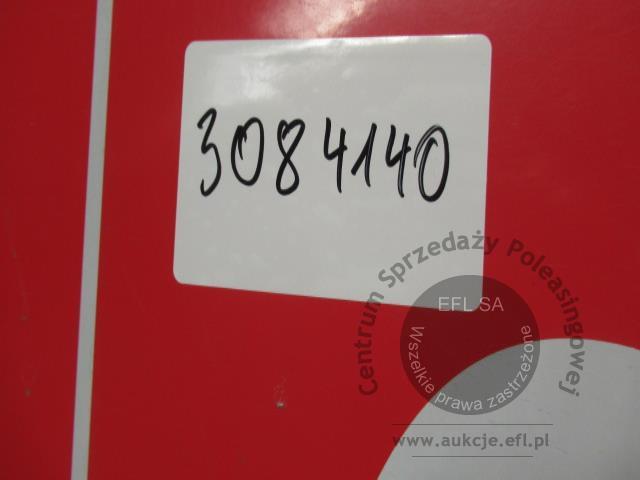 3084140
Centrum Sprzedaży Poleasingowej
EFL SA
Wszelkie prawa zastrzeżone
www.aukcje.efl.pl